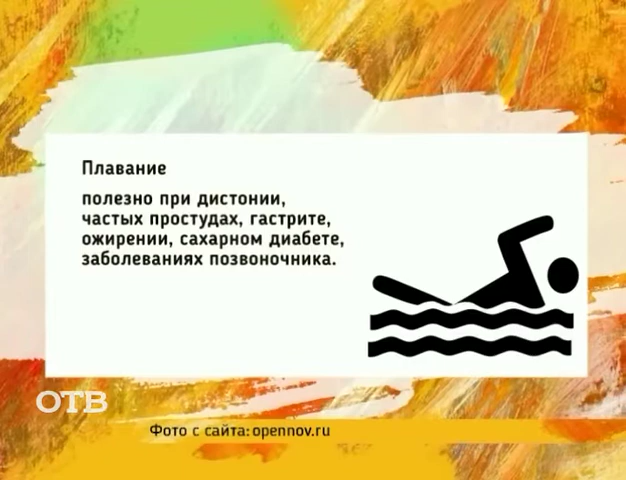 Плавание
полезно при дистонии,
частых простудах, гастрите,
ожирении, сахарном диабете,
заболеваниях позвоночника.
ОТВ
Фото с сайта: opennov.ru